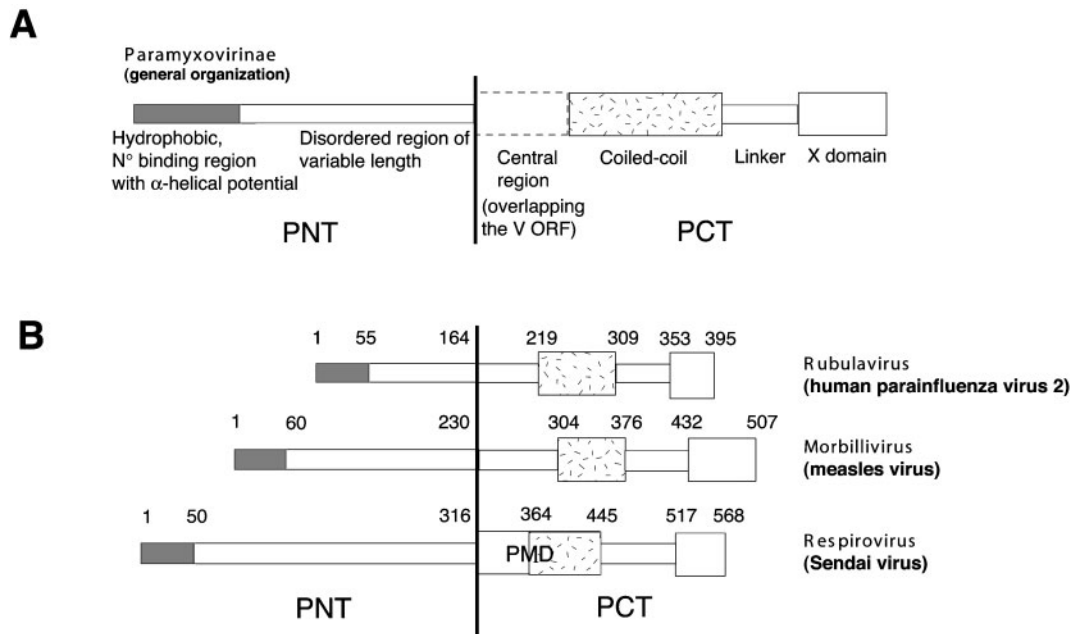 A
Paramyxovirinae
(general organization)
Hydrophobic,
N° binding region
with α-helical potential
Disordered region of
variable length
Central
region
(overlapping
the V ORF)
Coiled-coil
Linker
X domain
PNT
PCT
B
1 55 164 219 309 353 395
Rubulavirus
(human parainfluenza virus 2)
1 60 230 304 376 432 507
Morbillivirus
(measles virus)
1 50 316 364 445 517 568
PMD
Respirovirus
(Sendai virus)
PNT
PCT